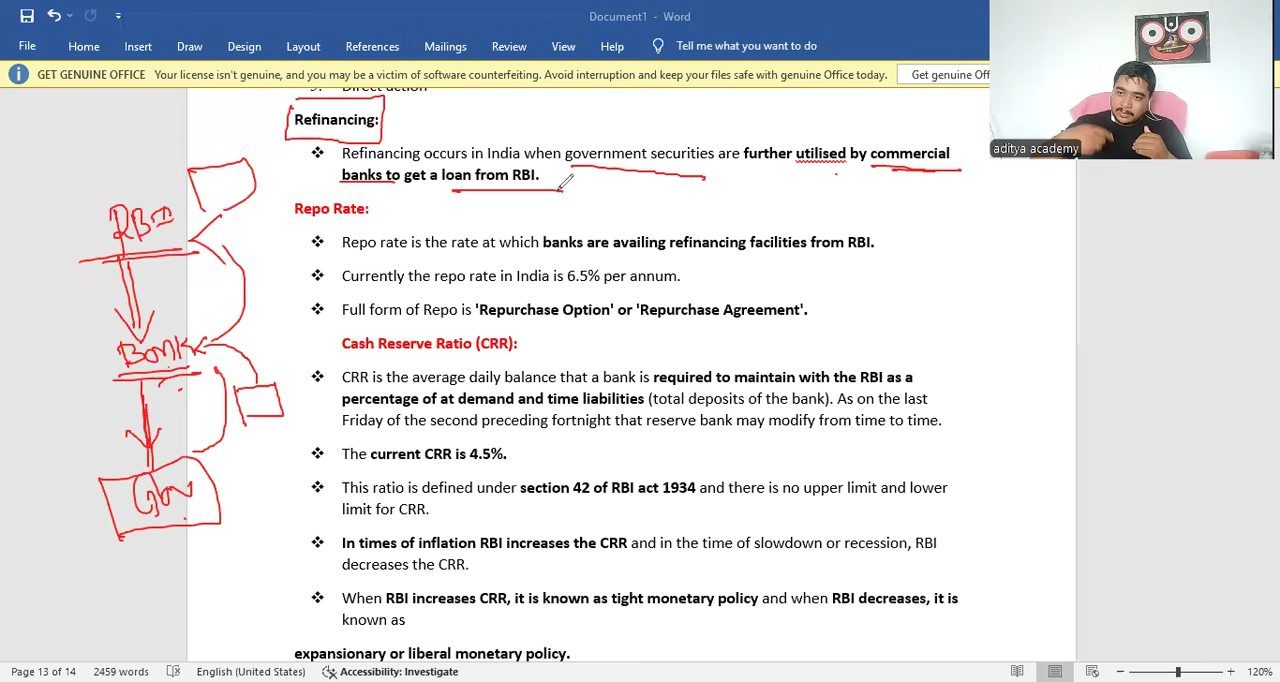 Document1 - Word
File Home Insert Draw Design Layout References Mailings Review View Help Tell me what you want to do
GET GENUINE OFFICE Your license isn't genuine, and you may be a victim of software counterfeiting. Avoid interruption and keep your files safe with genuine Office today. Get genuine Off
aditya academy
Direct action
Refinancing:
❖ Refinancing occurs in India when government securities are further utilised by commercial
banks to get a loan from RBI.
Repo Rate:
❖ Repo rate is the rate at which banks are availing refinancing facilities from RBI.
❖ Currently the repo rate in India is 6.5% per annum.
❖ Full form of Repo is 'Repurchase Option' or 'Repurchase Agreement'.
Cash Reserve Ratio (CRR):
❖ CRR is the average daily balance that a bank is required to maintain with the RBI as a
percentage of at demand and time liabilities (total deposits of the bank). As on the last
Friday of the second preceding fortnight that reserve bank may modify from time to time.
❖ The current CRR is 4.5%.
❖ This ratio is defined under section 42 of RBI act 1934 and there is no upper limit and lower
limit for CRR.
❖ In times of inflation RBI increases the CRR and in the time of slowdown or recession, RBI
decreases the CRR.
❖ When RBI increases CRR, it is known as tight monetary policy and when RBI decreases, it is
known as
expansionary or liberal monetary policy.
RBI
BANK
Page 13 of 14 2459 words English (United States) Accessibility: Investigate 120%